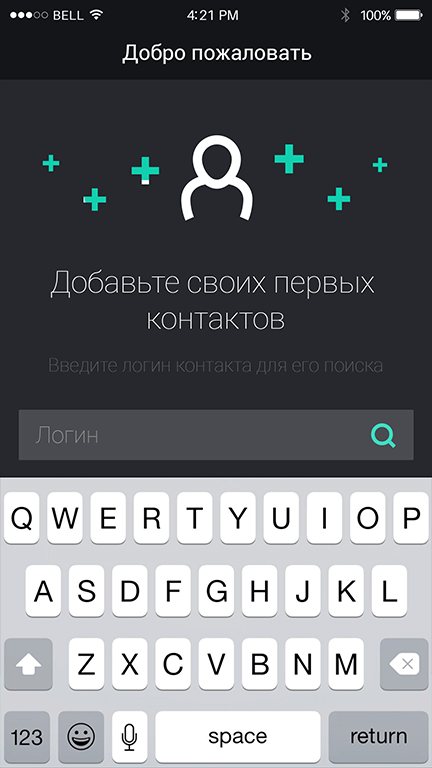 BELL 4:21 PM 100%
Добро пожаловать
Добавьте своих первых
контактов
Введите логин контакта для его поиска
Логин
Q W E R T Y U I O P
A S D F G H J K L
Z X C V B N M
123 space return